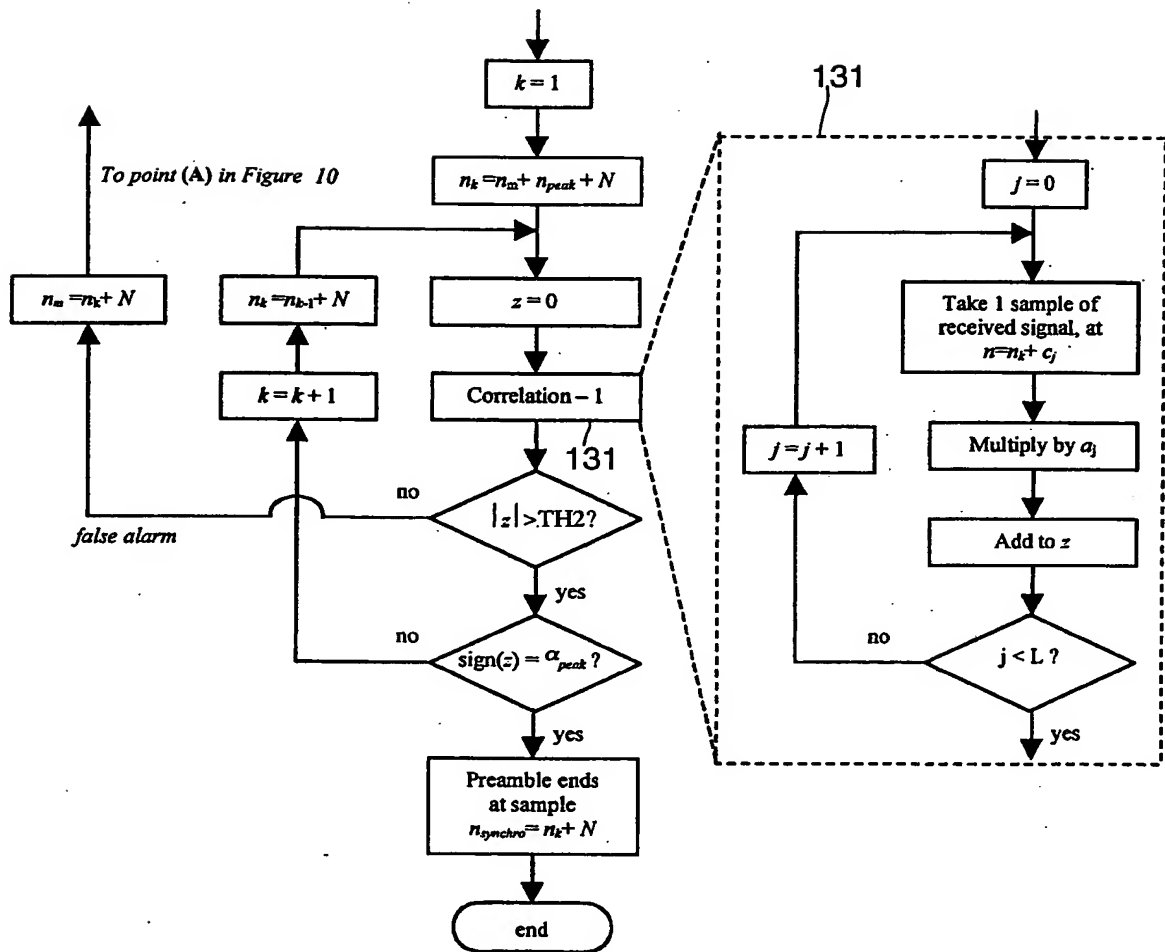 k = 1
131
To point (A) in Figure 10
n_k = n_m + n_peak + N
j = 0
n_m = n_k + N
n_k = n_{k-1} + N
z = 0
Take 1 sample of
received signal, at
n = n_k + c_j
k = k + 1
Correlation – 1
131
j = j + 1
Multiply by a_j
no
|z| > TH2?
false alarm
Add to z
yes
no
sign(z) = α_peak ?
no
j < L ?
yes
yes
Preamble ends
at sample
n_synchro = n_k + N
end